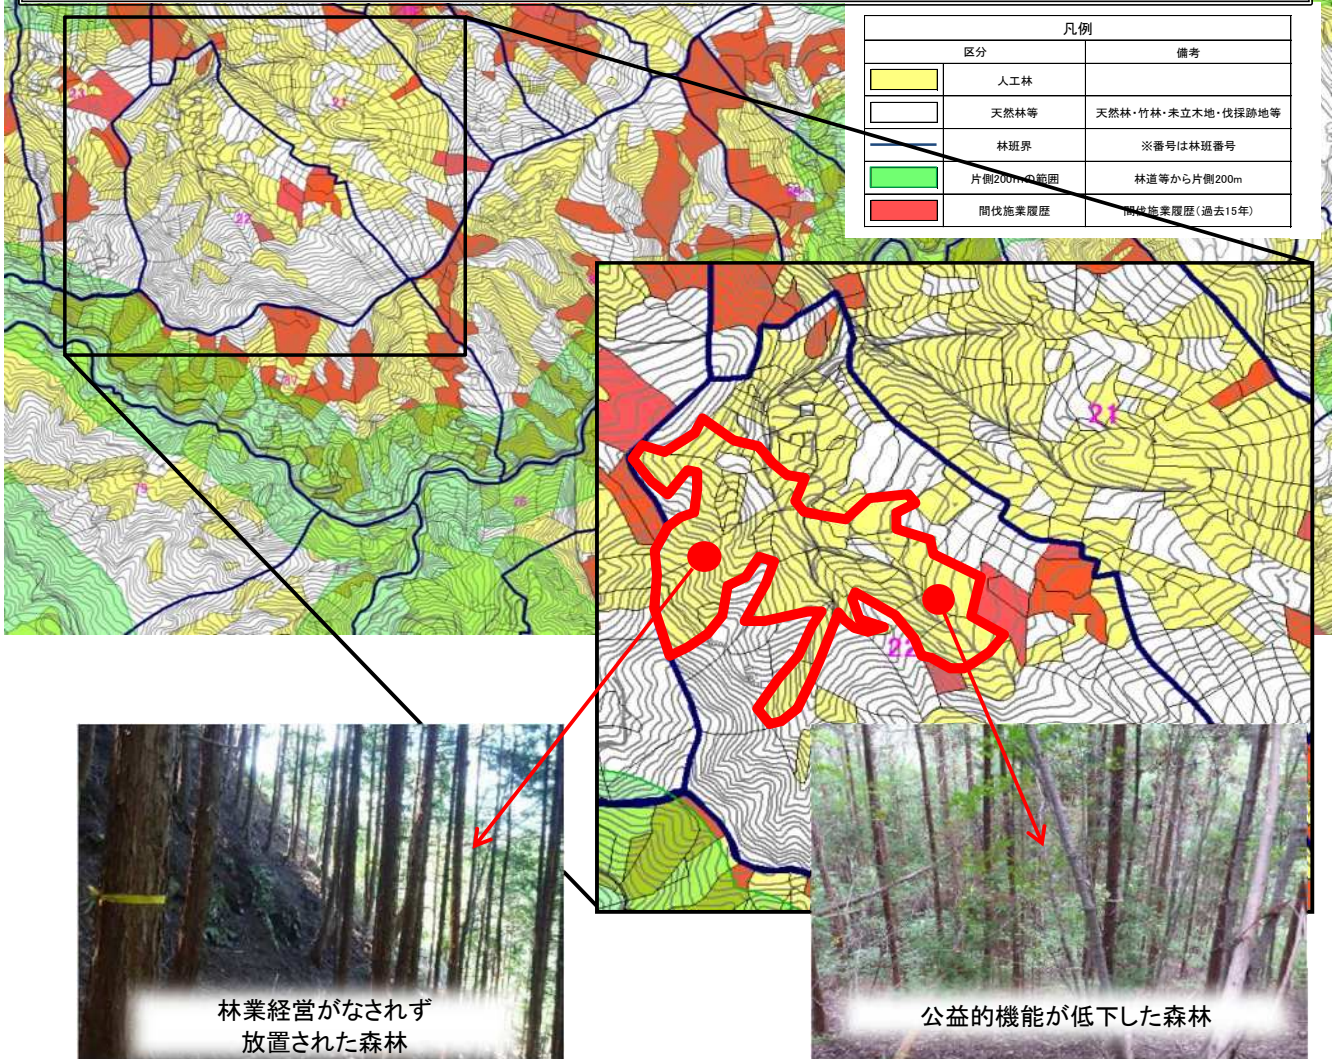 凡例
区分 備考
人工林
天然林等 天然林・竹林・未立木地・伐採跡地等
林班界 ※番号は林班番号
片側200mの範囲 林道等から片側200m
間伐施業履歴 間伐施業履歴(過去15年)
23
21
22
79
78
21
22
林業経営がなされず
放置された森林
公益的機能が低下した森林